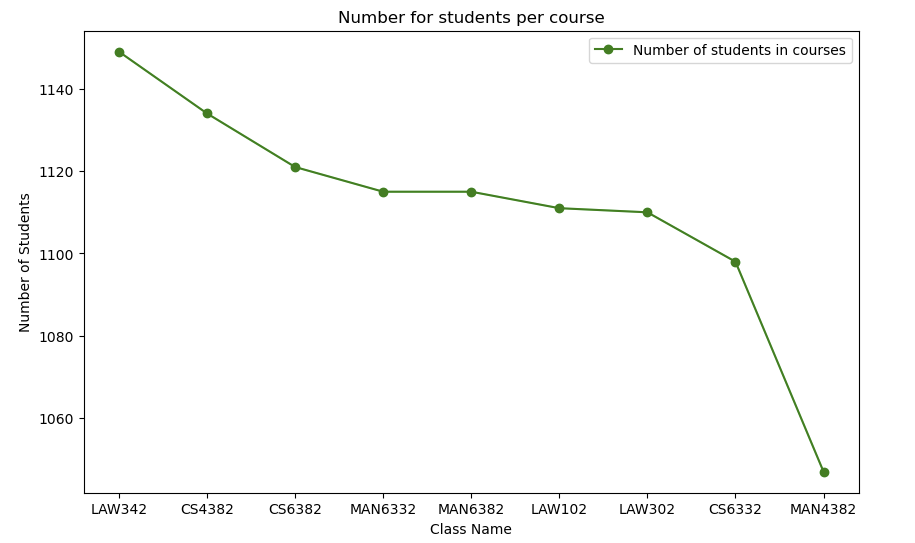 Number for students per course
Number of students in courses
1140
1120
1100
1080
1060
Number of Students
LAW342 CS4382 CS6382 MAN6332 MAN6382 LAW102 LAW302 CS6332 MAN4382
Class Name